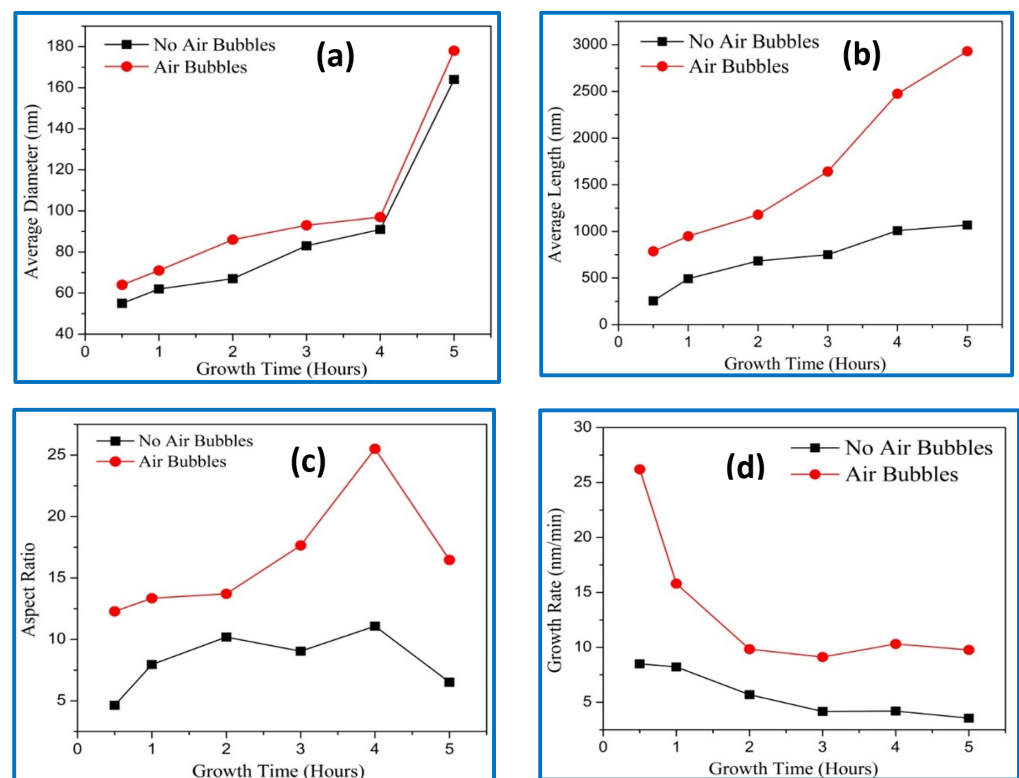 180
160
140
120
100
80
60
40
No Air Bubbles
Air Bubbles
(a)
Average Diameter (nm)
0 1 2 3 4 5
Growth Time (Hours)
3000
2500
2000
1500
1000
500
0
No Air Bubbles
Air Bubbles
(b)
Average Length (nm)
0 1 2 3 4 5
Growth Time (Hours)
25
20
15
10
5
No Air Bubbles
Air Bubbles
(c)
Aspect Ratio
0 1 2 3 4 5
Growth Time (Hours)
30
25
20
15
10
5
No Air Bubbles
Air Bubbles
(d)
Growth Rate (nm/min)
0 1 2 3 4 5
Growth Time (Hours)